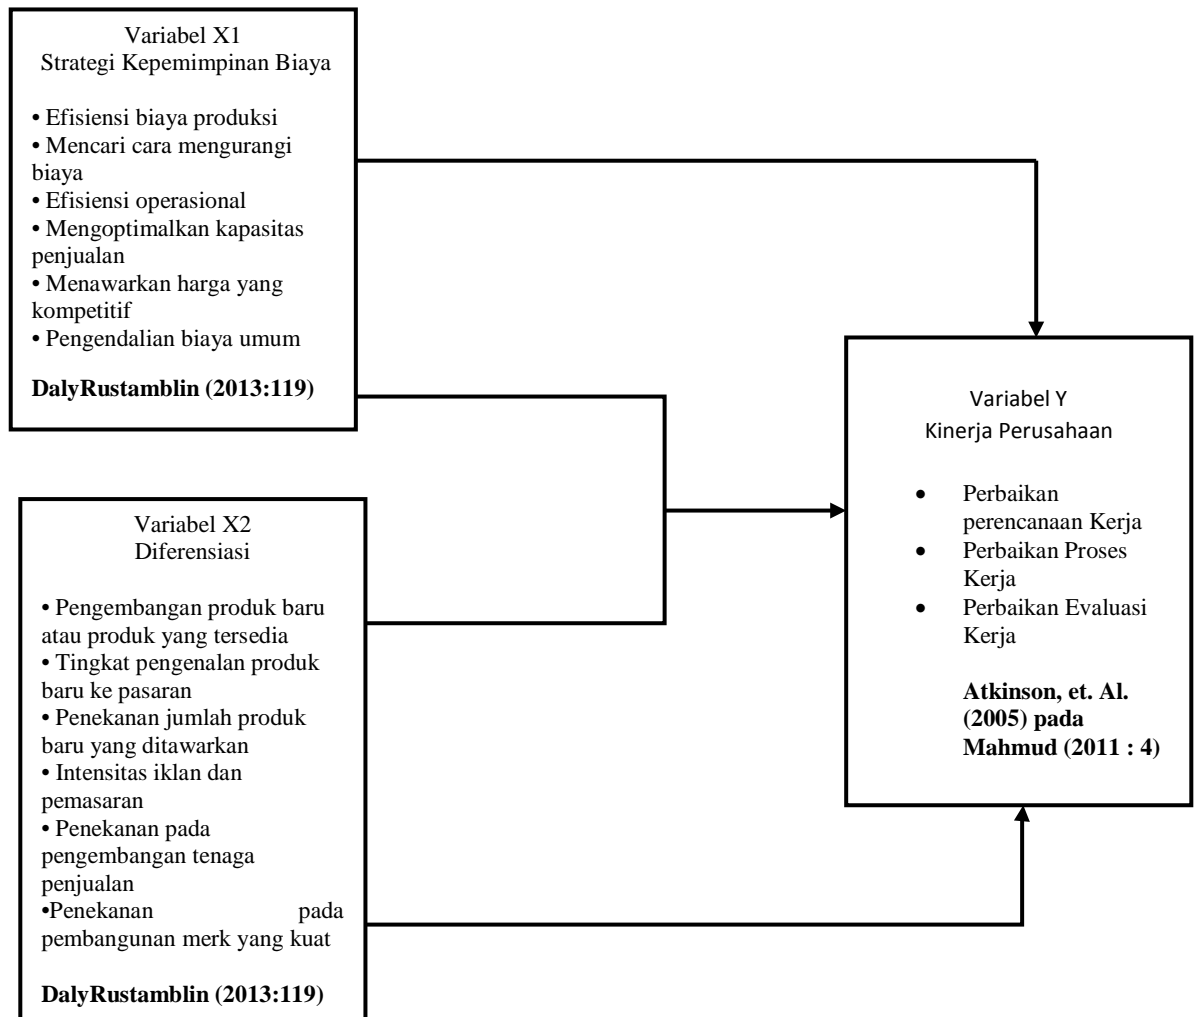 Variabel X1
Strategi Kepemimpinan Biaya
• Efisiensi biaya produksi
• Mencari cara mengurangi
biaya
• Efisiensi operasional
• Mengoptimalkan kapasitas
penjualan
• Menawarkan harga yang
kompetitif
• Pengendalian biaya umum
DalyRustamblin (2013:119)
Variabel X2
Diferensiasi
• Pengembangan produk baru
atau produk yang tersedia
• Tingkat pengenalan produk
baru ke pasaran
• Penekanan jumlah produk
baru yang ditawarkan
• Intensitas iklan dan
pemasaran
• Penekanan pada
pengembangan tenaga
penjualan
•Penekanan pada
pembangunan merk yang kuat
DalyRustamblin (2013:119)
Variabel Y
Kinerja Perusahaan
• Perbaikan
perencanaan Kerja
• Perbaikan Proses
Kerja
• Perbaikan Evaluasi
Kerja
Atkinson, et. Al.
(2005) pada
Mahmud (2011 : 4)